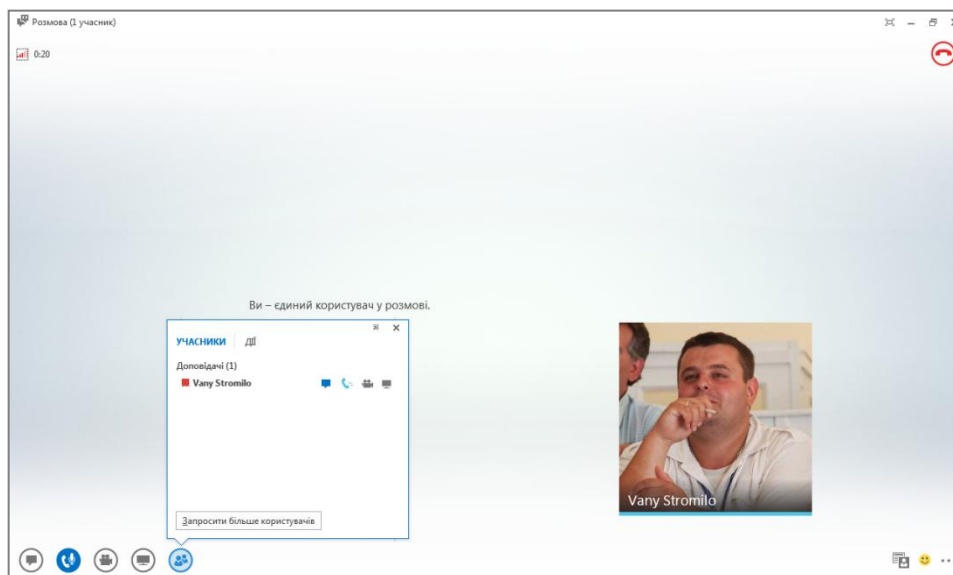 Розмова (1 учасник)
0:20
Ви – єдиний користувач у розмові.
УЧАСНИКИ ДІЇ
Доповідачі (1)
Vany Stromilo
Запросити більше користувачів
Vany Stromilo